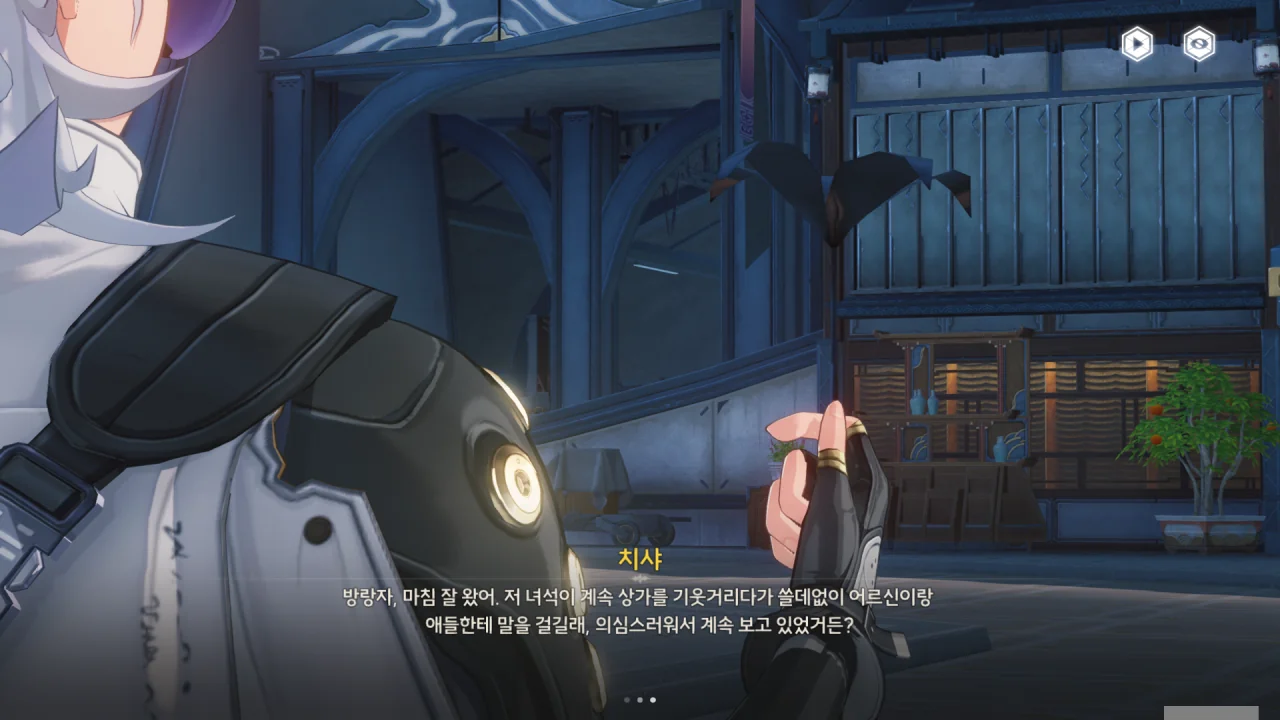 치샤
방랑자, 마침 잘 왔어. 저 녀석이 계속 상가를 기웃거리다가 쓸데없이 어르신이랑
애들한테 말을 걸길래, 의심스러워서 계속 보고 있었거든?